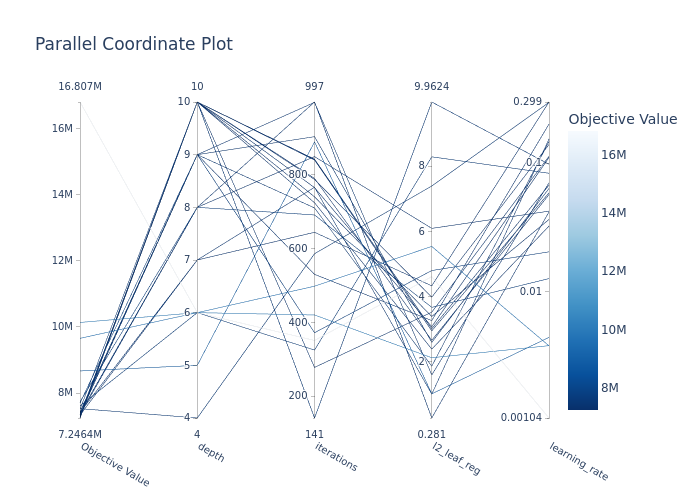 Parallel Coordinate Plot
16.807M
10
997
9.9624
0.299
Objective Value
16M
14M
12M
10M
8M
10
9
8
7
6
5
4
800
600
400
200
8
6
4
2
0.1
0.01
0.00104
16M
14M
12M
10M
8M
7.2464M
4
141
0.281
Objective Value
depth
iterations
l2_leaf_reg
learning_rate